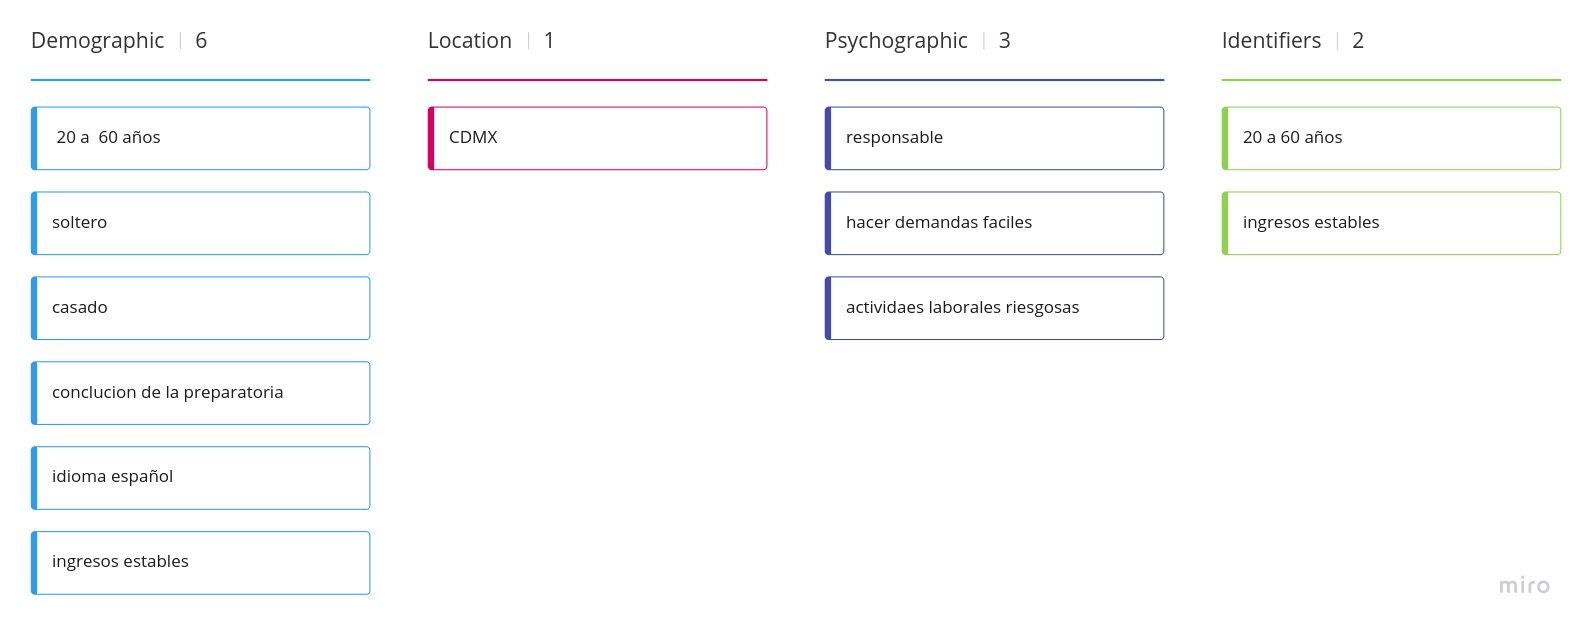 Demographic | 6
20 a  60 años
soltero
casado
conclucion de la preparatoria
idioma español
ingresos estables
Location | 1
CDMX
Psychographic | 3
responsable
hacer demandas faciles
actividaes laborales riesgosas
Identifiers | 2
20 a 60 años
ingresos estables
miro